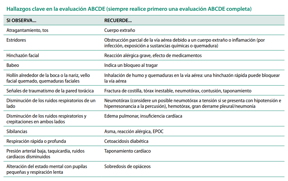 Hallazgos clave en la evaluación ABCDE (siempre realice primero una evaluación ABCDE completa)
SI OBSERVA... RECUERDE...
Atragantamiento, tos Cuerpo extraño
Estridores Obstrucción parcial de la vía aérea debido a un cuerpo extraño o inflamación (por
infección, exposición a sustancias químicas o quemadura)
Hinchazón facial Reacción alérgica grave, efecto de medicamentos
Babeo Indica un bloqueo al tragar
Hollín alrededor de la boca o la nariz, vello
facial quemado, quemaduras faciales
Inhalación de humo y quemaduras en la vía aérea: una hinchazón rápida puede bloquear
la vía aérea
Señales de traumatismo de la pared torácica Fractura de costilla, tórax inestable, neumotórax, contusión, taponamiento
Disminución de los ruidos respiratorios de un
lado
Neumotórax (considere un posible neumotórax a tensión si se presenta con hipotensión e
hiperresonancia a la percusión), hemotórax, gran derrame pleural/neumonía
Disminución de los ruidos respiratorios y
crepitaciones en ambos lados
Edema pulmonar, insuficiencia cardíaca
Sibilancias Asma, reacción alérgica, EPOC
Respiración rápida o profunda Cetoacidosis diabética
Presión arterial baja, taquicardia, ruidos
cardíacos disminuidos
Taponamiento cardíaco
Alteración del estado mental con pupilas
pequeñas y respiración lenta
Sobredosis de opiáceos